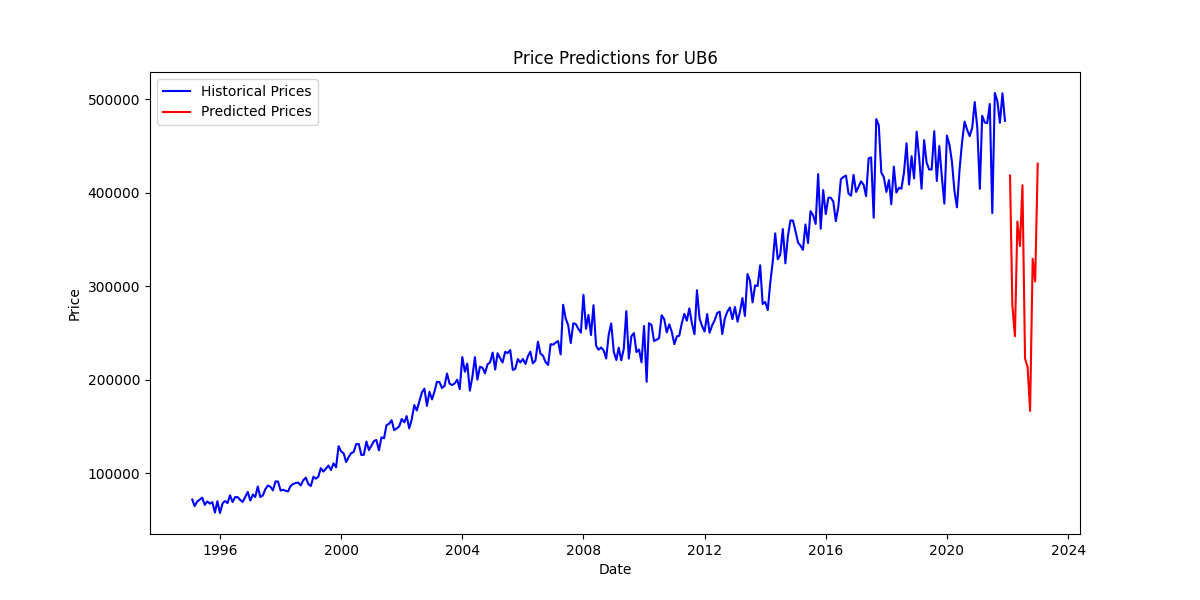 Price Predictions for UB6
Historical Prices
Predicted Prices
500000
400000
300000
200000
100000
Price
1996 2000 2004 2008 2012 2016 2020 2024
Date